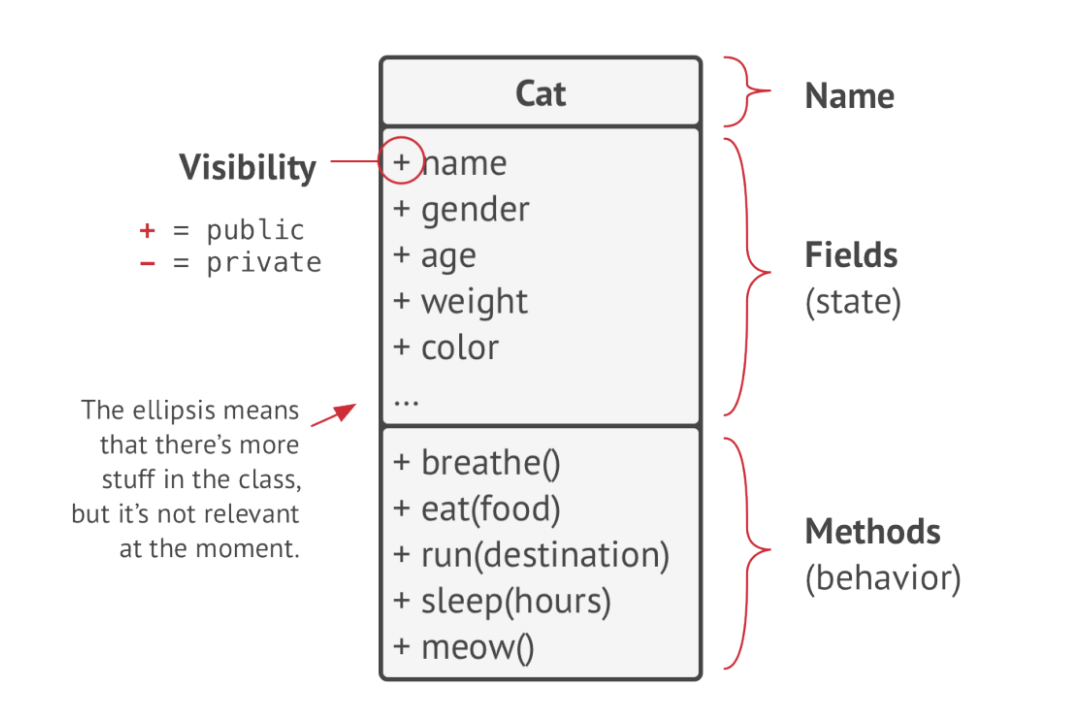 Cat
Name
Visibility
+ = public
– = private
+ name
+ gender
+ age
+ weight
+ color
...
Fields
(state)
The ellipsis means
that there’s more
stuff in the class,
but it’s not relevant
at the moment.
+ breathe()
+ eat(food)
+ run(destination)
+ sleep(hours)
+ meow()
Methods
(behavior)